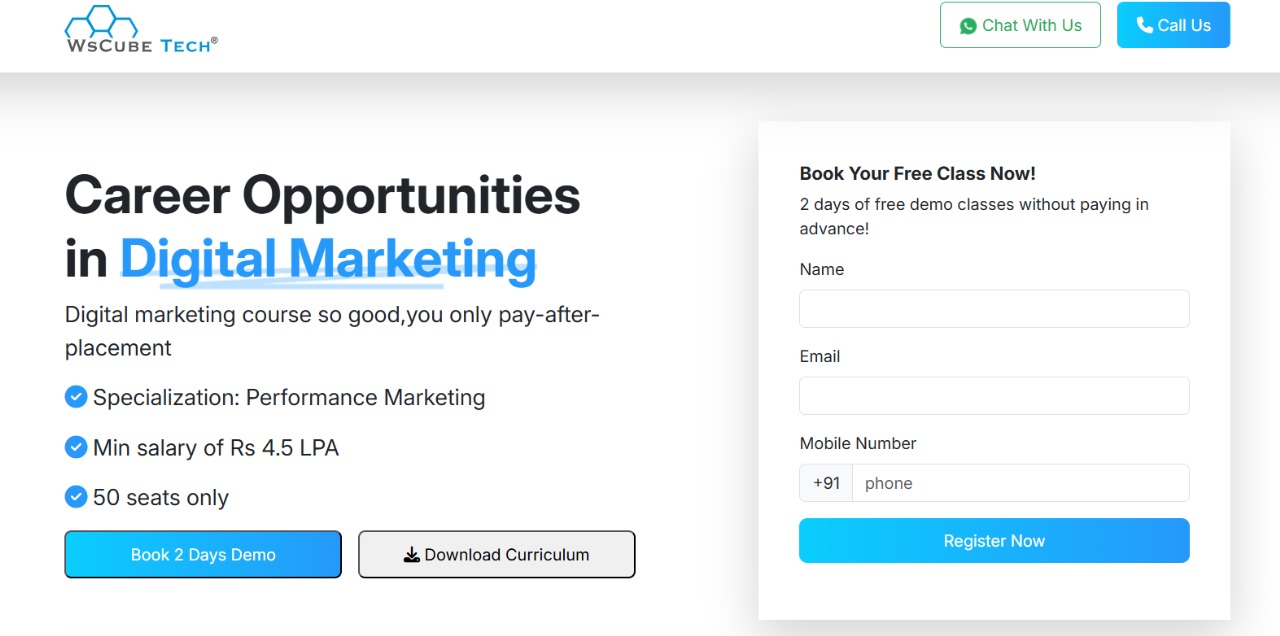 WsCube Tech®
Chat With Us
Call Us
Career Opportunities
in Digital Marketing
Digital marketing course so good,you only pay-after-
placement
Specialization: Performance Marketing
Min salary of Rs 4.5 LPA
50 seats only
Book 2 Days Demo
Download Curriculum
Book Your Free Class Now!
2 days of free demo classes without paying in
advance!
Name
Email
Mobile Number
+91 phone
Register Now